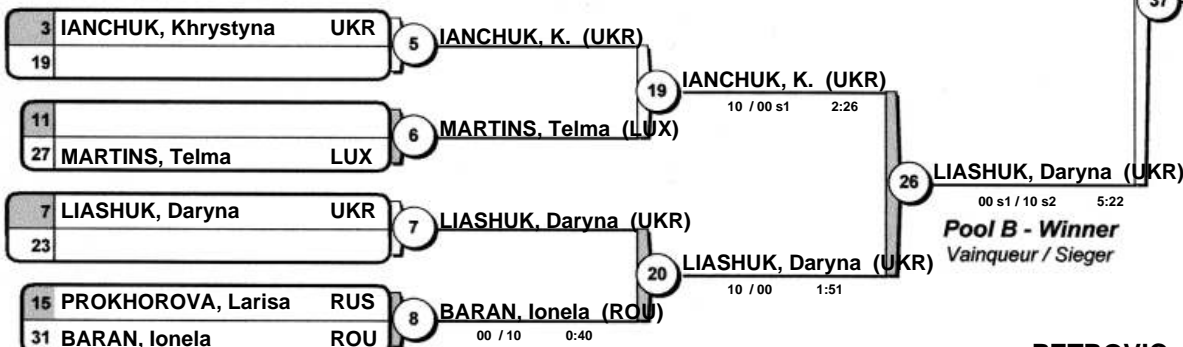 37
3 IANCHUK, Khrystyna UKR
19
5
IANCHUK, K. (UKR)
19
IANCHUK, K. (UKR)
10 / 00 s1 2:26
11
27 MARTINS, Telma LUX
6
MARTINS, Telma (LUX)
26
LIASHUK, Daryna (UKR)
00 s1 / 10 s2 5:22
Pool B - Winner
Vainqueur / Sieger
7 LIASHUK, Daryna UKR
23
7
LIASHUK, Daryna (UKR)
20
LIASHUK, Daryna (UKR)
10 / 00 1:51
15 PROKHOROVA, Larisa RUS
31 BARAN, Ionela ROU
8
BARAN, Ionela (ROU)
00 / 10 0:40